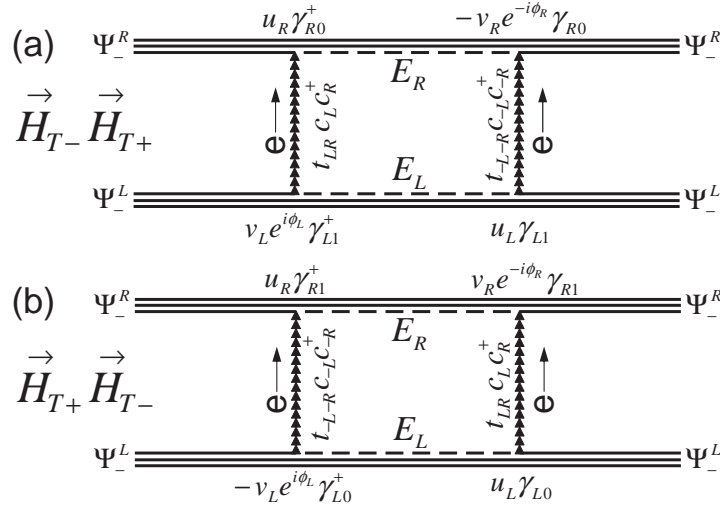 (a)
u_R γ_{R0}^+
−v_R e^{−iφ_R} γ_{R0}
Ψ_−^R
Ψ_−^R
E_R
H_{T−} H_{T+}
e
t_{LR} c_L^+ c_R
e
t_{−L−R} c_{−L}^+ c_{−R}
E_L
Ψ_−^L
Ψ_−^L
v_L e^{iφ_L} γ_{L1}^+
u_L γ_{L1}
(b)
u_R γ_{R1}^+
v_R e^{−iφ_R} γ_{R1}
Ψ_−^R
Ψ_−^R
E_R
H_{T+} H_{T−}
e
t_{−L−R} c_{−L}^+ c_{−R}
e
t_{LR} c_L^+ c_R
E_L
Ψ_−^L
Ψ_−^L
−v_L e^{iφ_L} γ_{L0}^+
u_L γ_{L0}